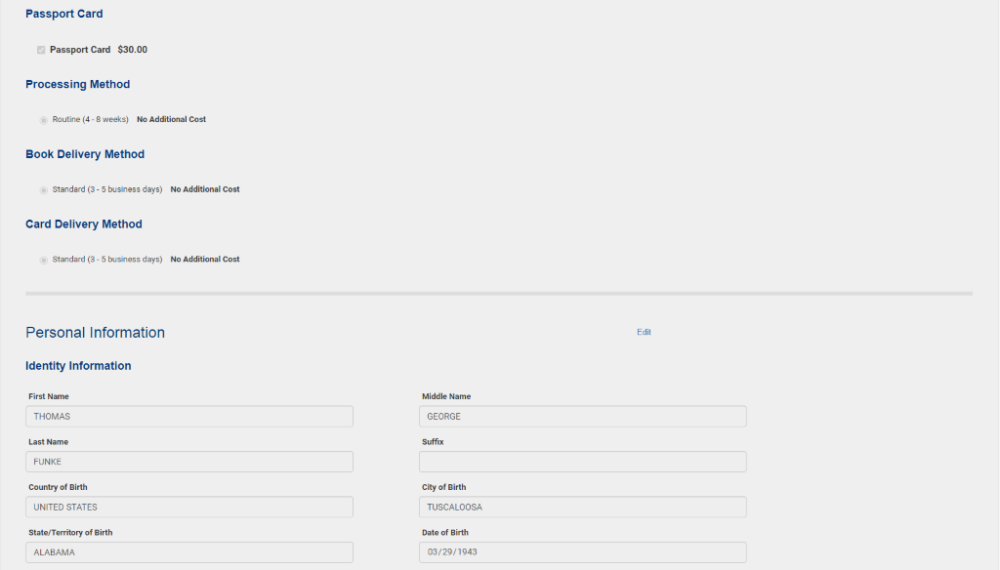 Passport Card
Passport Card $30.00
Processing Method
Routine (4 - 8 weeks) No Additional Cost
Book Delivery Method
Standard (3 - 5 business days) No Additional Cost
Card Delivery Method
Standard (3 - 5 business days) No Additional Cost
Personal Information Edit
Identity Information
First Name Middle Name
THOMAS GEORGE
Last Name Suffix
FUNKE
Country of Birth City of Birth
UNITED STATES TUSCALOOSA
State/Territory of Birth Date of Birth
ALABAMA 03/29/1943